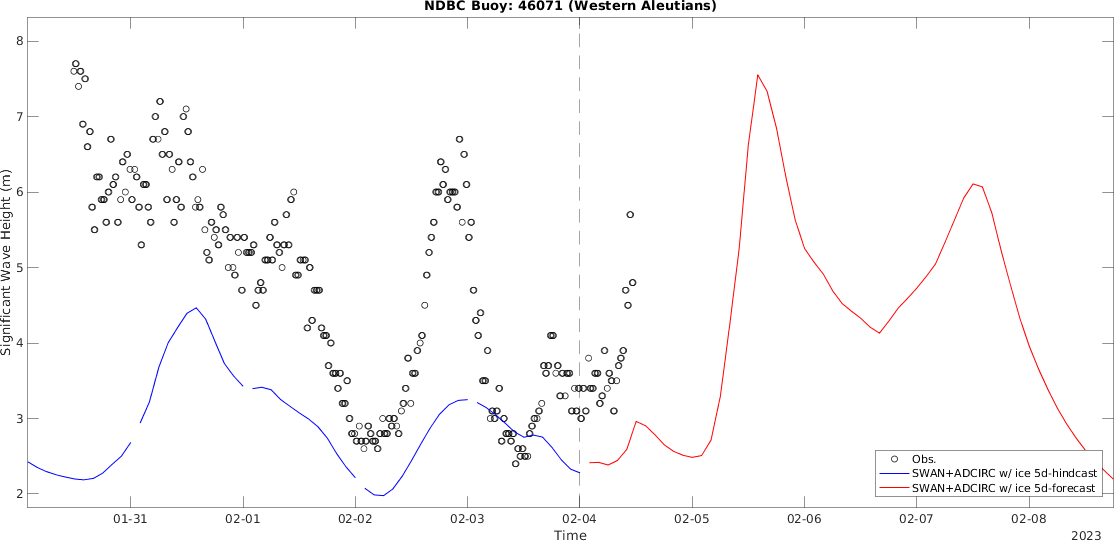 NDBC Buoy: 46071 (Western Aleutians)
Significant Wave Height (m)
8
7
6
5
4
3
2
Obs.
SWAN+ADCIRC w/ ice 5d-hindcast
SWAN+ADCIRC w/ ice 5d-forecast
01-31 02-01 02-02 02-03 02-04 02-05 02-06 02-07 02-08
Time
2023